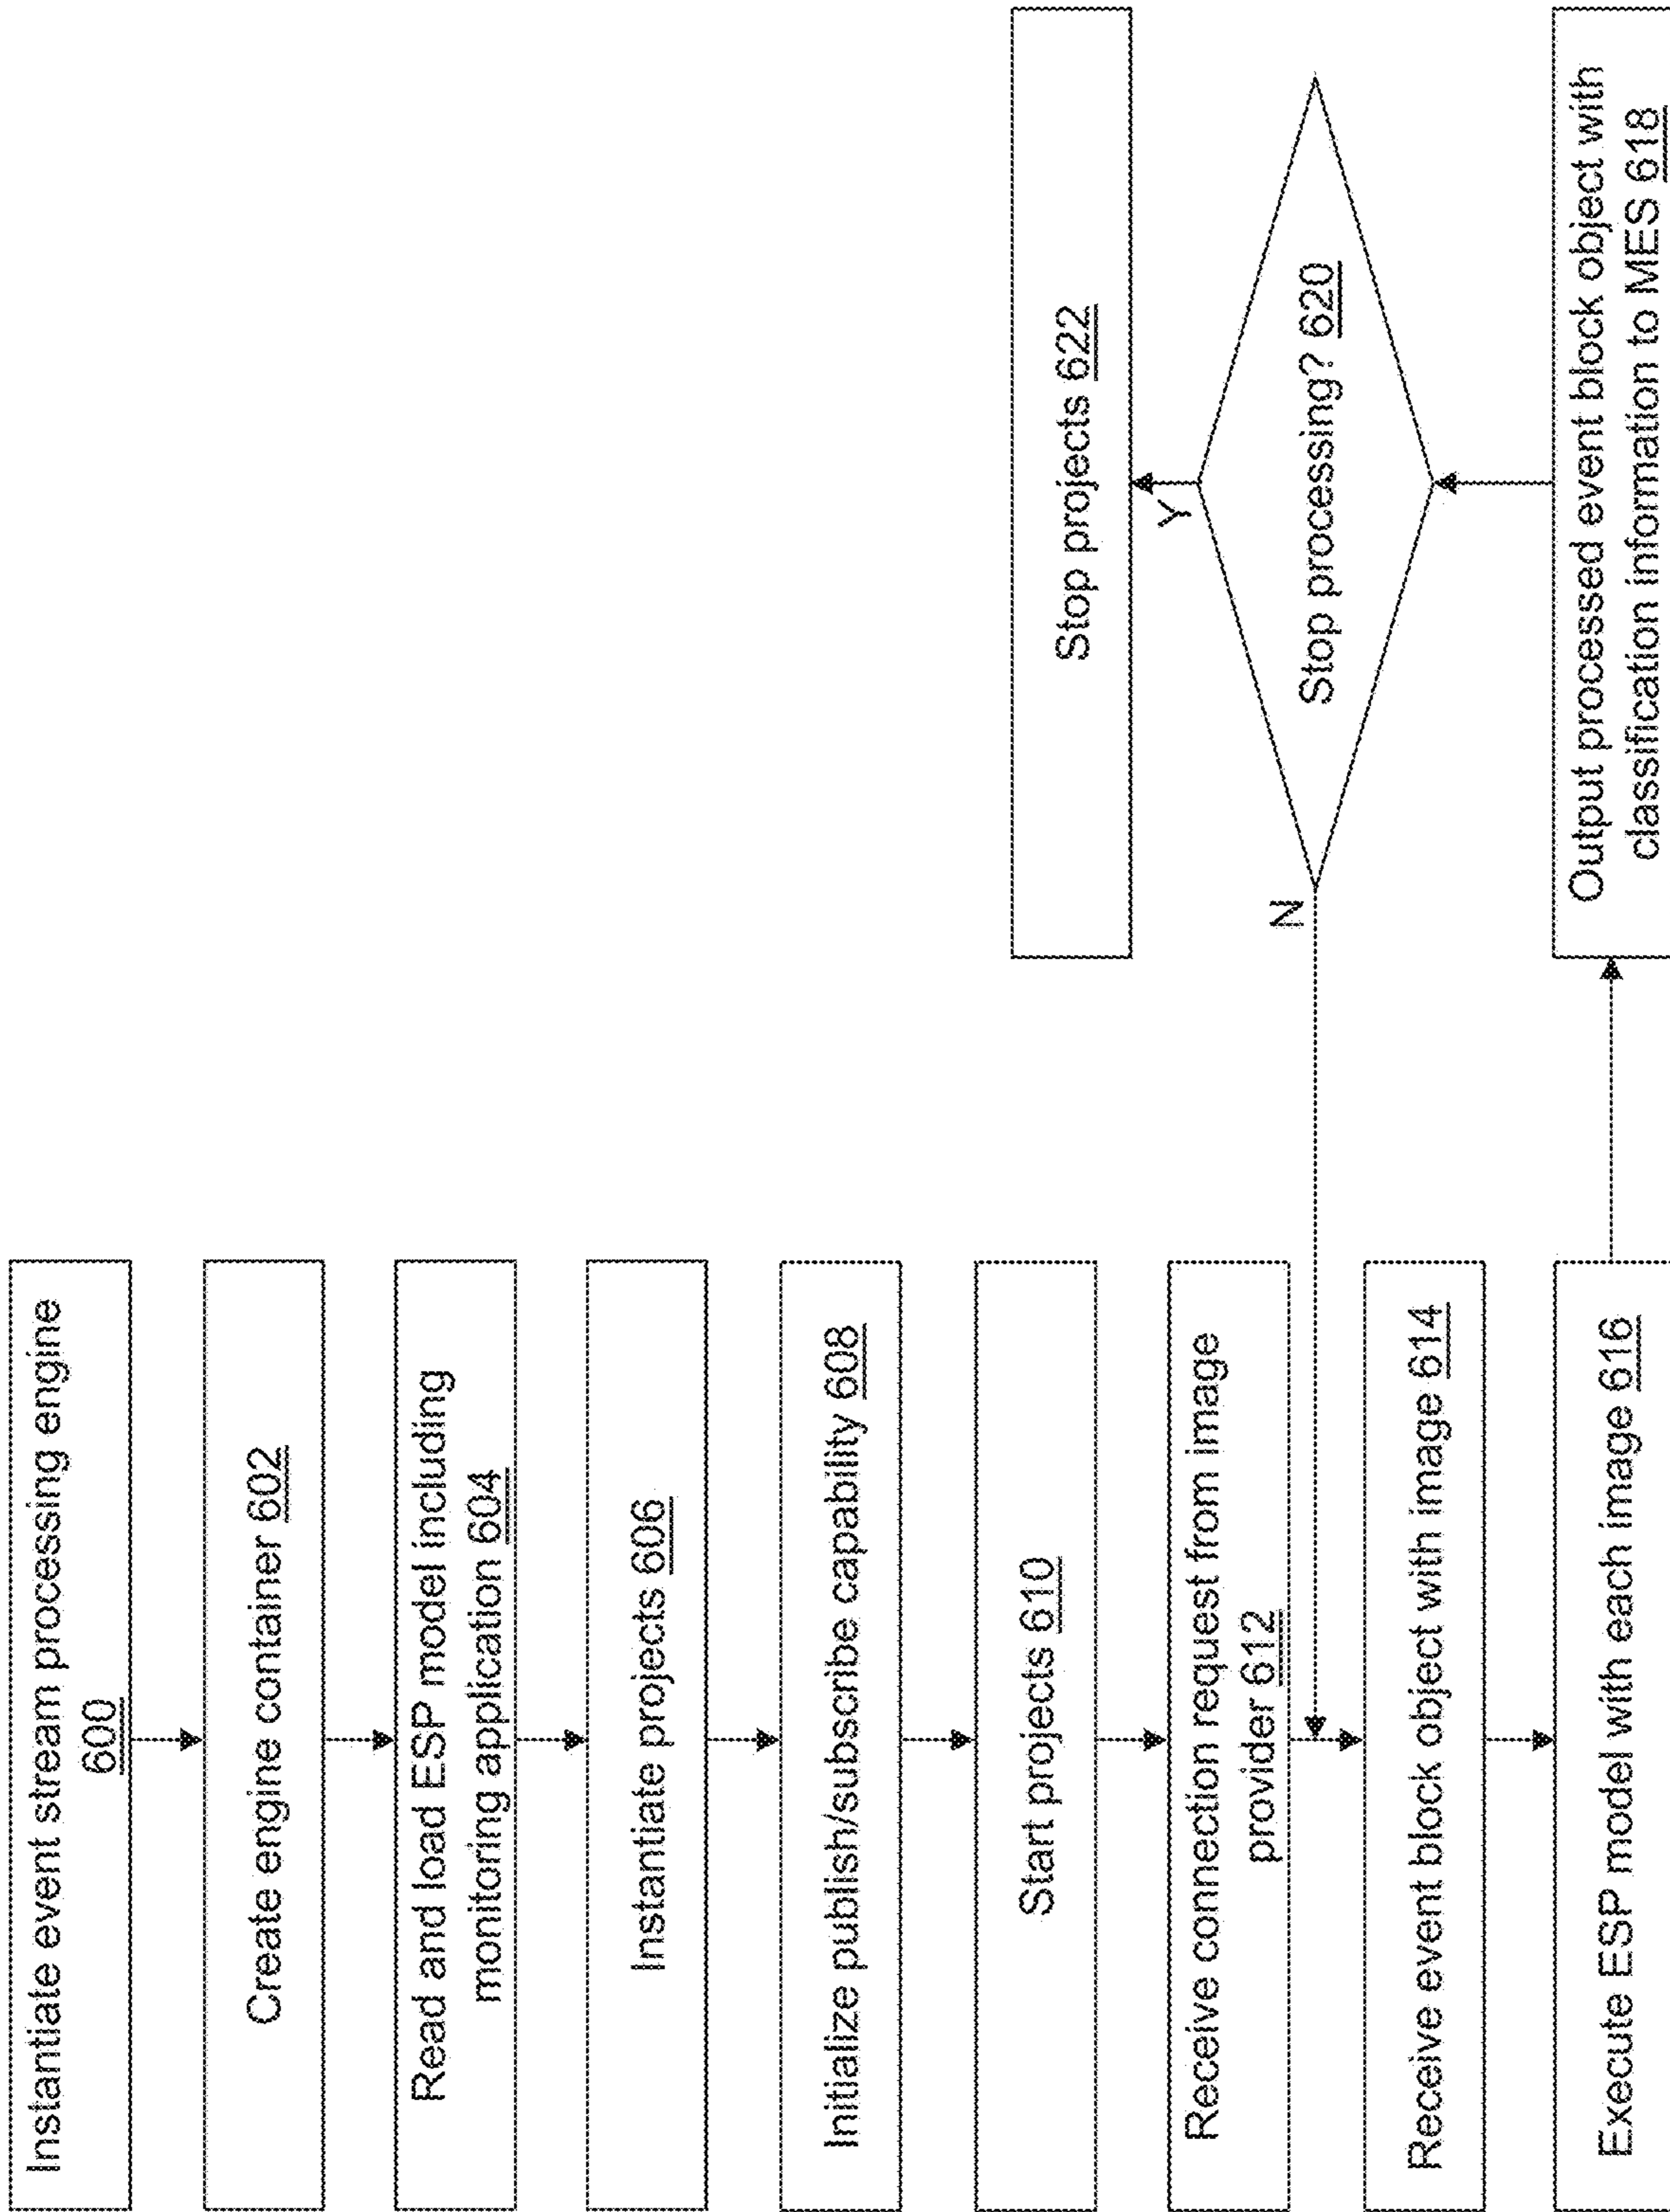 Instantiate event stream processing engine
600
Create engine container 602
Read and load ESP model including
monitoring application 604
Instantiate projects 606
Initialize publish/subscribe capability 608
Start projects 610
Receive connection request from image
provider 612
Receive event block object with image 614
Execute ESP model with each image 616
Output processed event block object with
classification information to MES 618
Stop processing? 620
N
Y
Stop projects 622